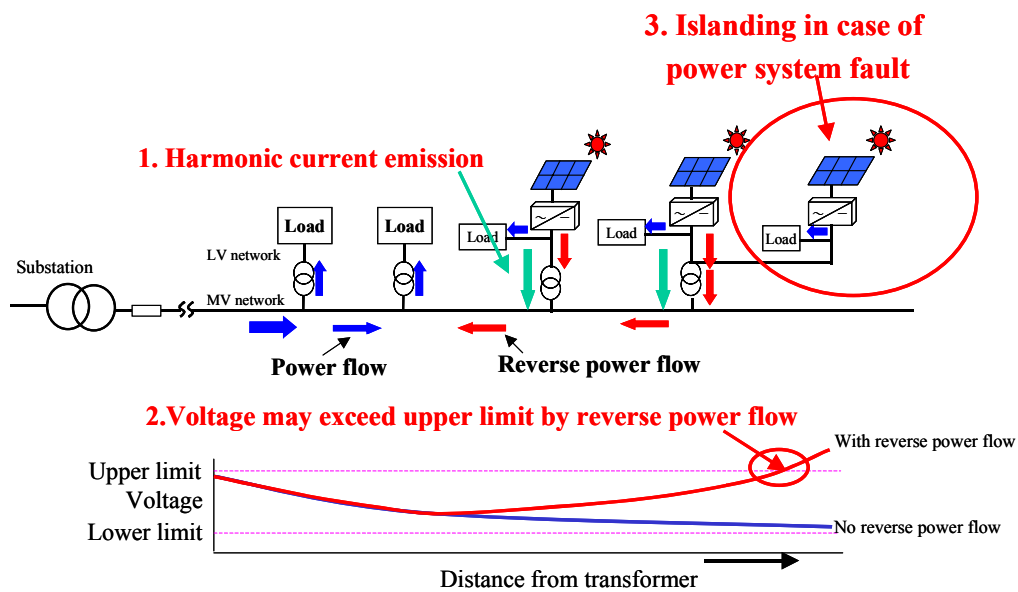 3. Islanding in case of
power system fault
1. Harmonic current emission
Load
Load
Load
Load
Load
LV network
Substation
MV network
Power flow
Reverse power flow
2.Voltage may exceed upper limit by reverse power flow
With reverse power flow
Upper limit
Voltage
No reverse power flow
Lower limit
Distance from transformer